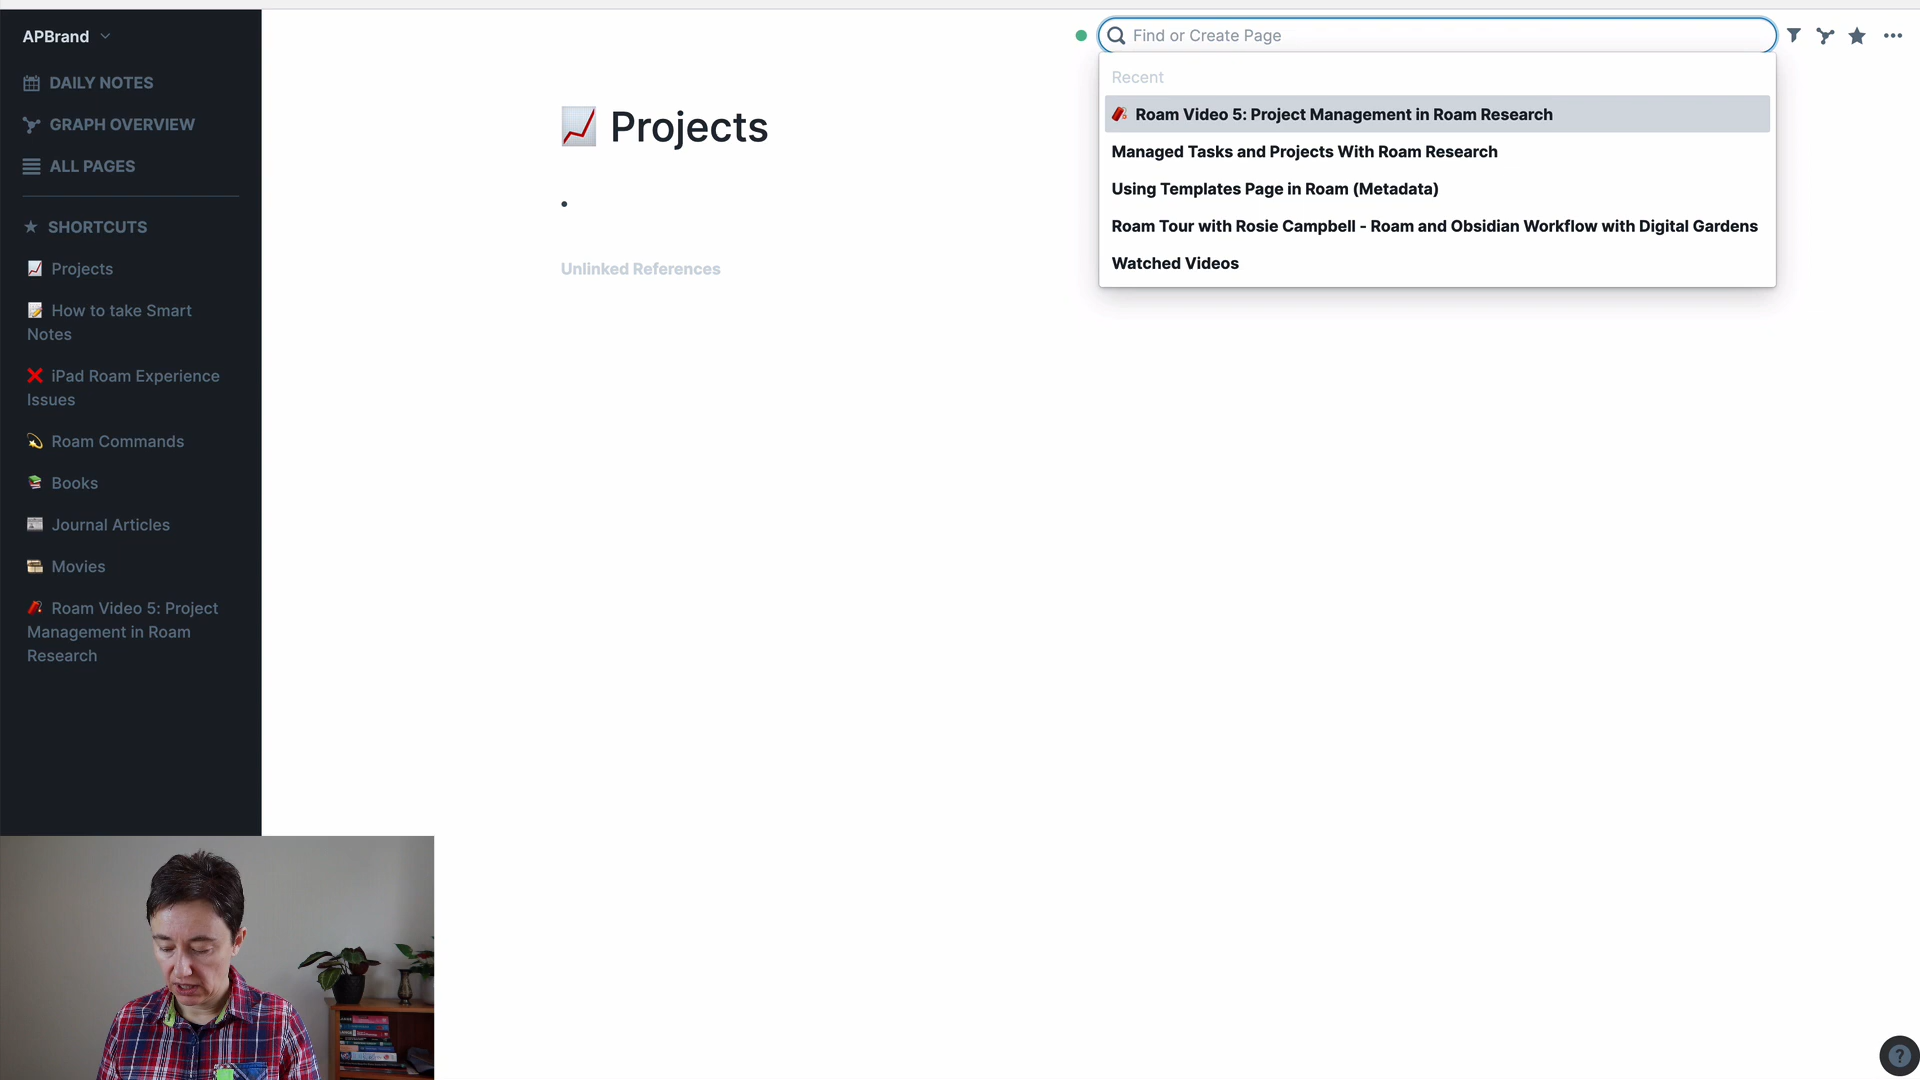 APBrand
DAILY NOTES
GRAPH OVERVIEW
ALL PAGES
SHORTCUTS
Projects
How to take Smart
Notes
iPad Roam Experience
Issues
Roam Commands
Books
Journal Articles
Movies
Roam Video 5: Project
Management in Roam
Research
Projects
Unlinked References
Find or Create Page
Recent
Roam Video 5: Project Management in Roam Research
Managed Tasks and Projects With Roam Research
Using Templates Page in Roam (Metadata)
Roam Tour with Rosie Campbell - Roam and Obsidian Workflow with Digital Gardens
Watched Videos
?